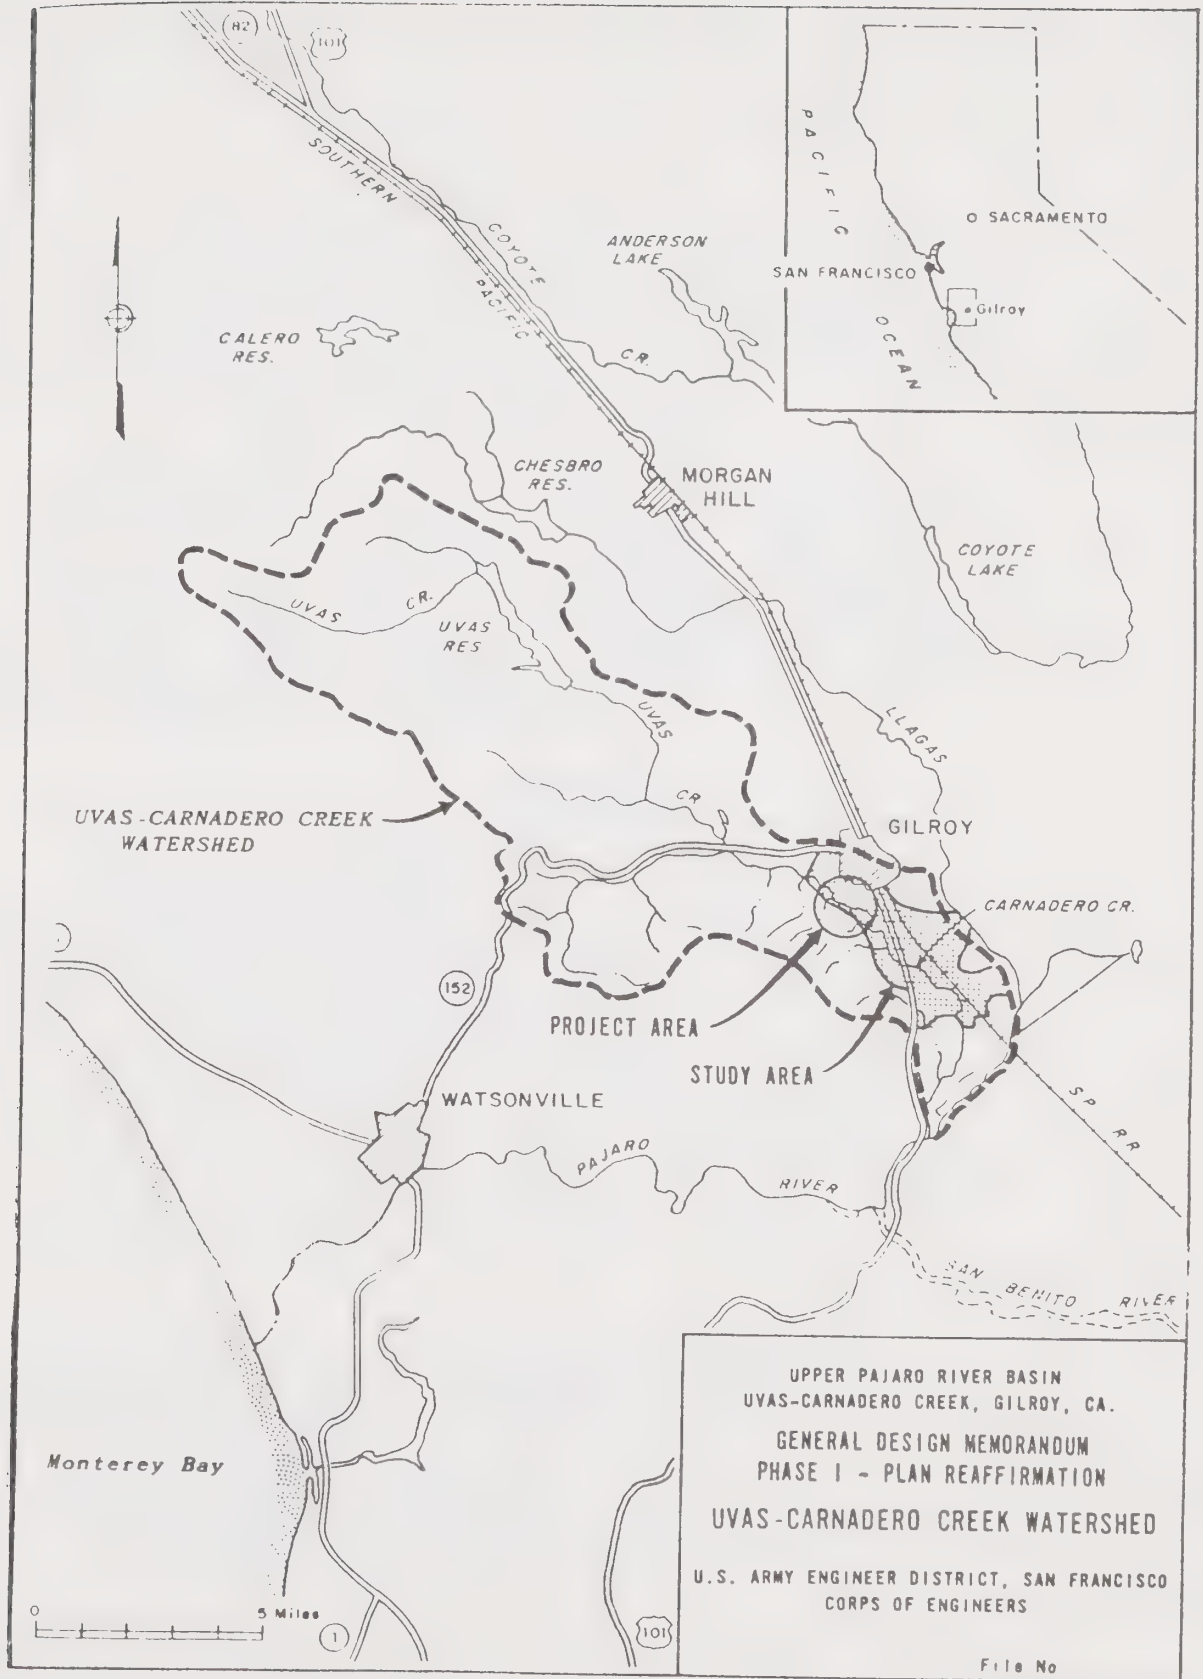 82
101
SOUTHERN
PACIFIC
COYOTE
CR.
ANDERSON
LAKE
CALERO
RES.
PACIFIC
OCEAN
O SACRAMENTO
SAN FRANCISCO
Gilroy
CHESBRO
RES.
MORGAN
HILL
COYOTE
LAKE
UVAS
CR.
UVAS
RES
UVAS
CR
LLAGAS
UVAS-CARNADERO CREEK
WATERSHED
GILROY
CARNADERO CR.
152
PROJECT AREA
STUDY AREA
WATSONVILLE
SP RR
PAJARO
RIVER
SAN BENITO RIVER
Monterey Bay
0
5 Miles
1
101
UPPER PAJARO RIVER BASIN
UVAS-CARNADERO CREEK, GILROY, CA.
GENERAL DESIGN MEMORANDUM
PHASE I - PLAN REAFFIRMATION
UVAS-CARNADERO CREEK WATERSHED
U.S. ARMY ENGINEER DISTRICT, SAN FRANCISCO
CORPS OF ENGINEERS
File No